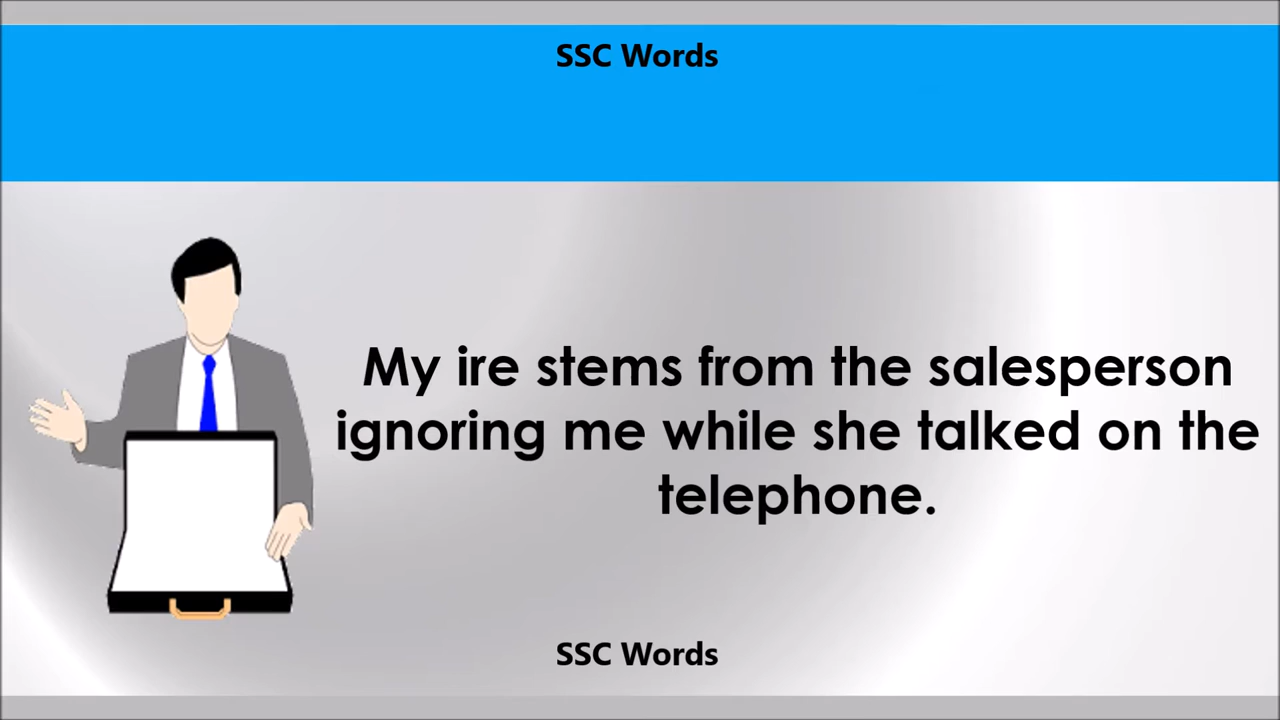 SSC Words
My ire stems from the salesperson
ignoring me while she talked on the
telephone.
SSC Words